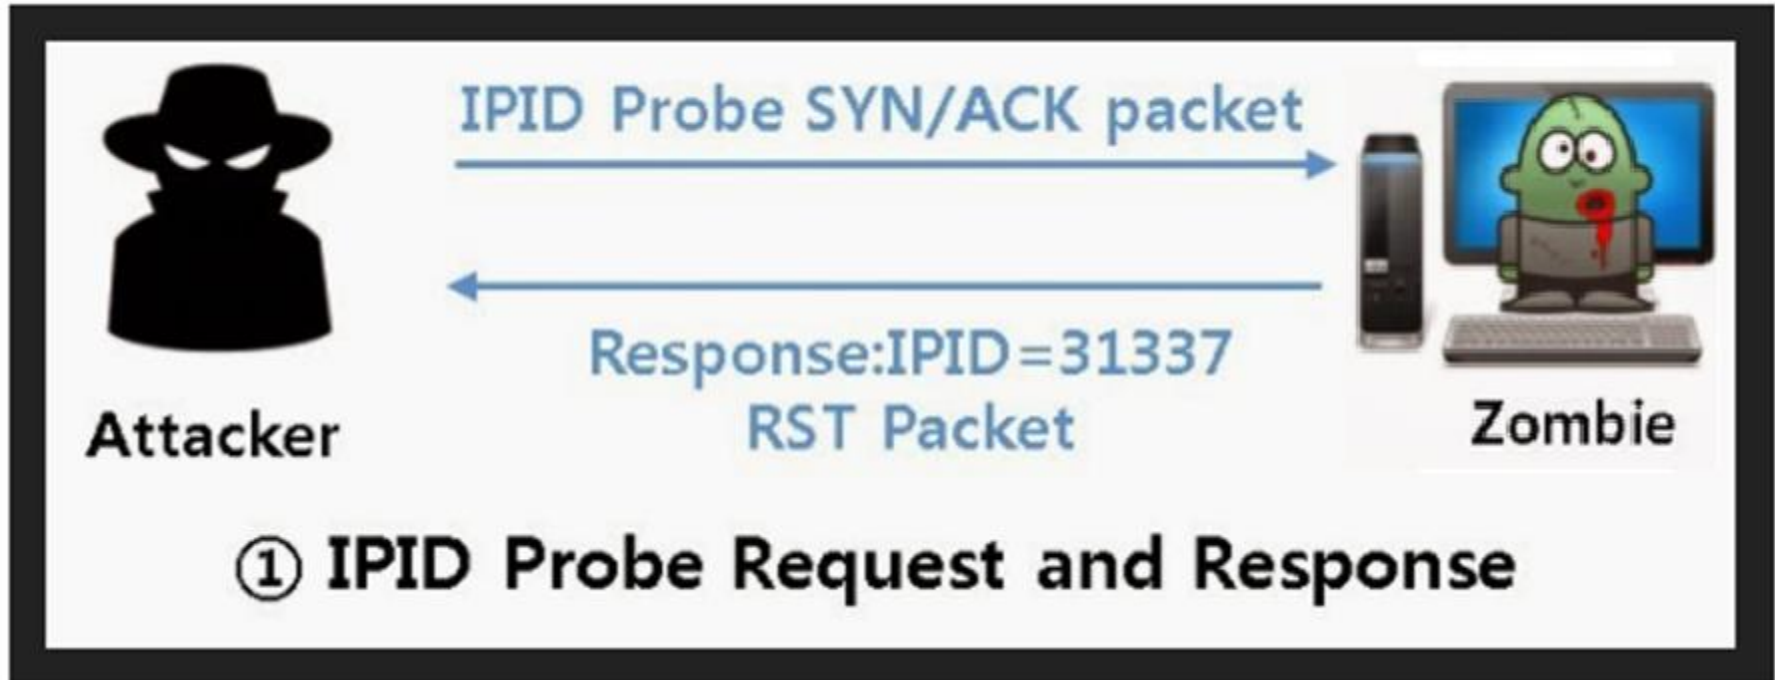 IPID Probe SYN/ACK packet
Response:IPID=31337
RST Packet
Attacker
Zombie
① IPID Probe Request and Response